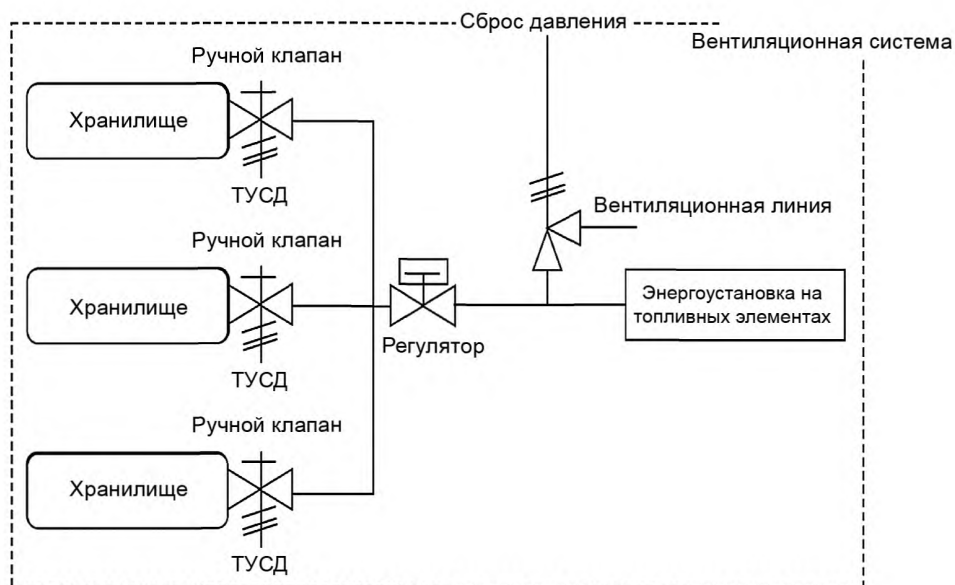 Сброс давления
Вентиляционная система
Ручной клапан
Хранилище
ТУСД
Вентиляционная линия
Ручной клапан
Хранилище
ТУСД
Регулятор
Энергоустановка на
топливных элементах
Ручной клапан
Хранилище
ТУСД